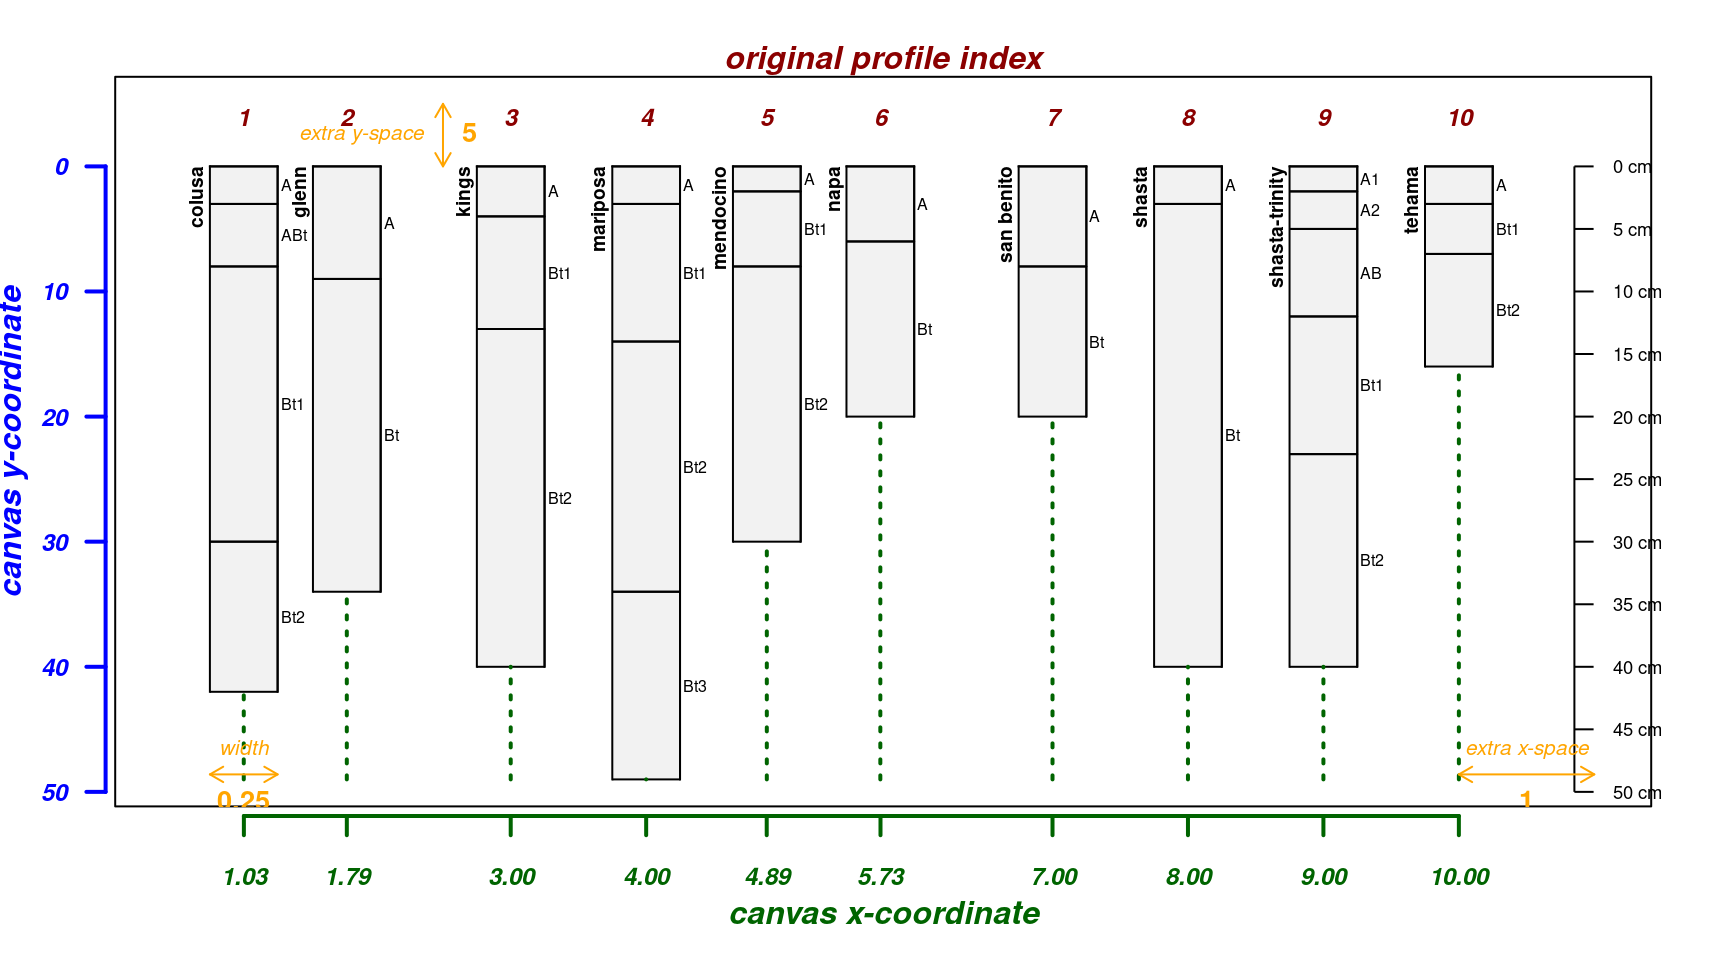 original profile index
1 2 3 4 5 6 7 8 9 10
extra y-space 5
canvas y-coordinate
0
10
20
30
40
50
colusa
A
ABt
Bt1
Bt2
glenn
A
Bt
kings
A
Bt1
Bt2
mariposa
A
Bt1
Bt2
Bt3
mendocino
A
Bt1
Bt2
napa
A
Bt
san benito
A
Bt
shasta
A
Bt
shasta-trinity
A1
A2
AB
Bt1
Bt2
tehama
A
Bt1
Bt2
0 cm
5 cm
10 cm
15 cm
20 cm
25 cm
30 cm
35 cm
40 cm
45 cm
50 cm
width
0.25
extra x-space
1
1.03 1.79 3.00 4.00 4.89 5.73 7.00 8.00 9.00 10.00
canvas x-coordinate